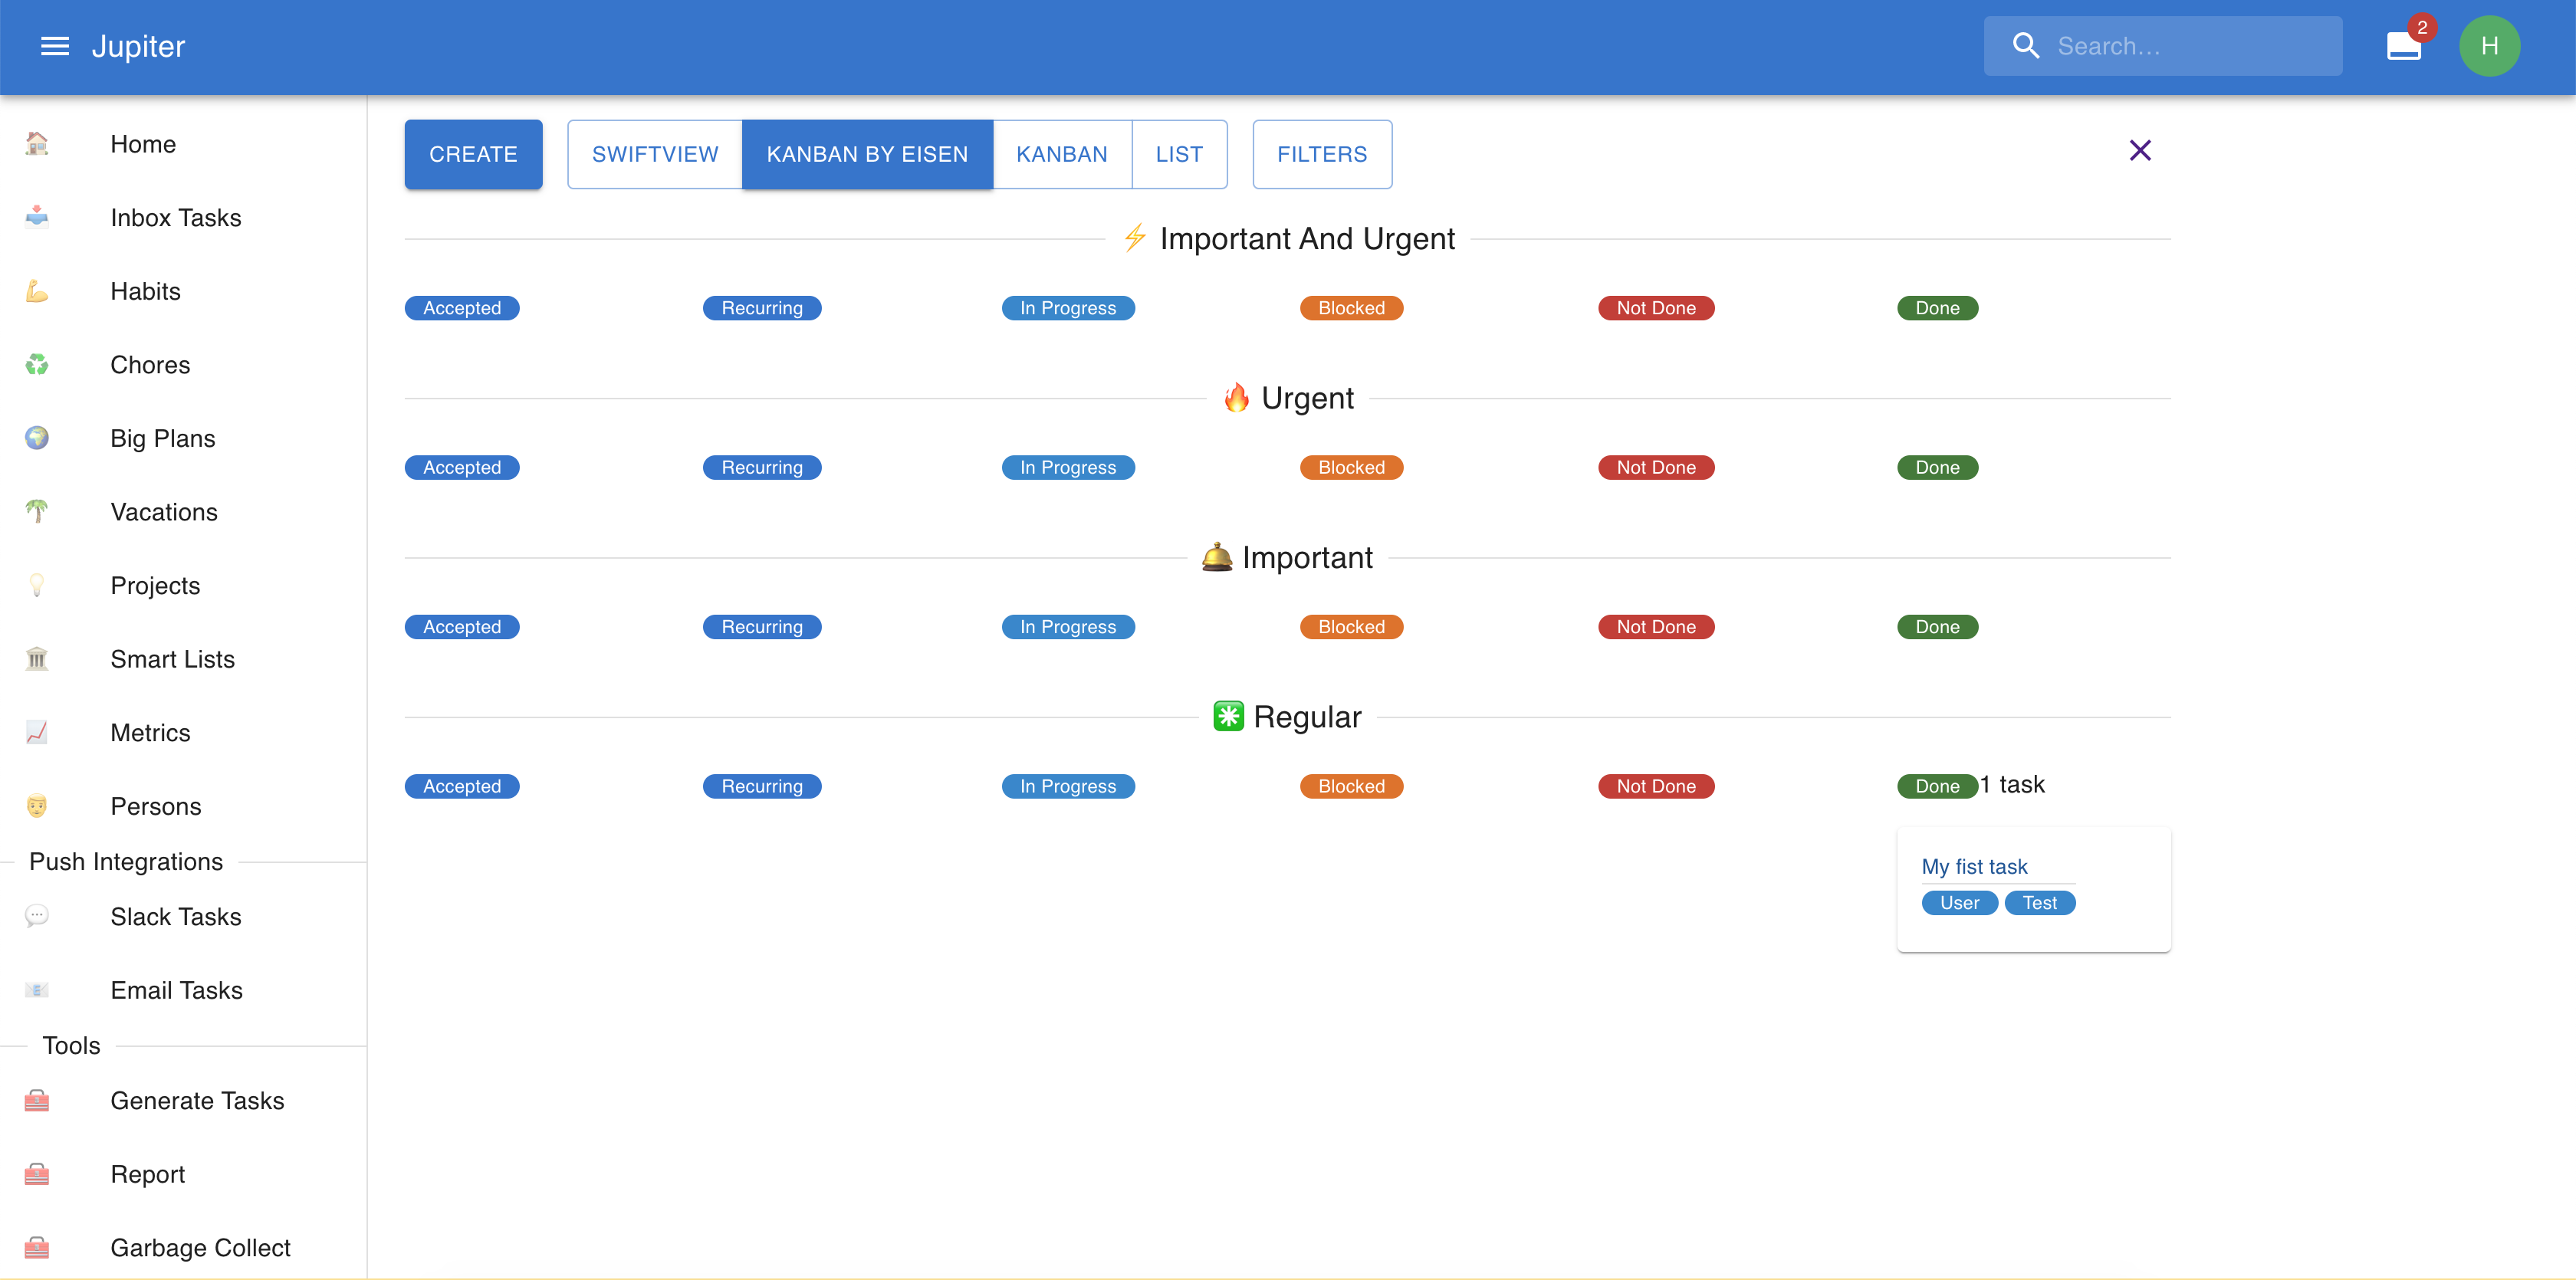 Jupiter
Search...
2
H
Home
Inbox Tasks
Habits
Chores
Big Plans
Vacations
Projects
Smart Lists
Metrics
Persons
Push Integrations
Slack Tasks
Email Tasks
Tools
Generate Tasks
Report
Garbage Collect
CREATE SWIFTVIEW KANBAN BY EISEN KANBAN LIST FILTERS
Important And Urgent
Accepted Recurring In Progress Blocked Not Done Done
Urgent
Accepted Recurring In Progress Blocked Not Done Done
Important
Accepted Recurring In Progress Blocked Not Done Done
Regular
Accepted Recurring In Progress Blocked Not Done Done 1 task
My fist task
User Test